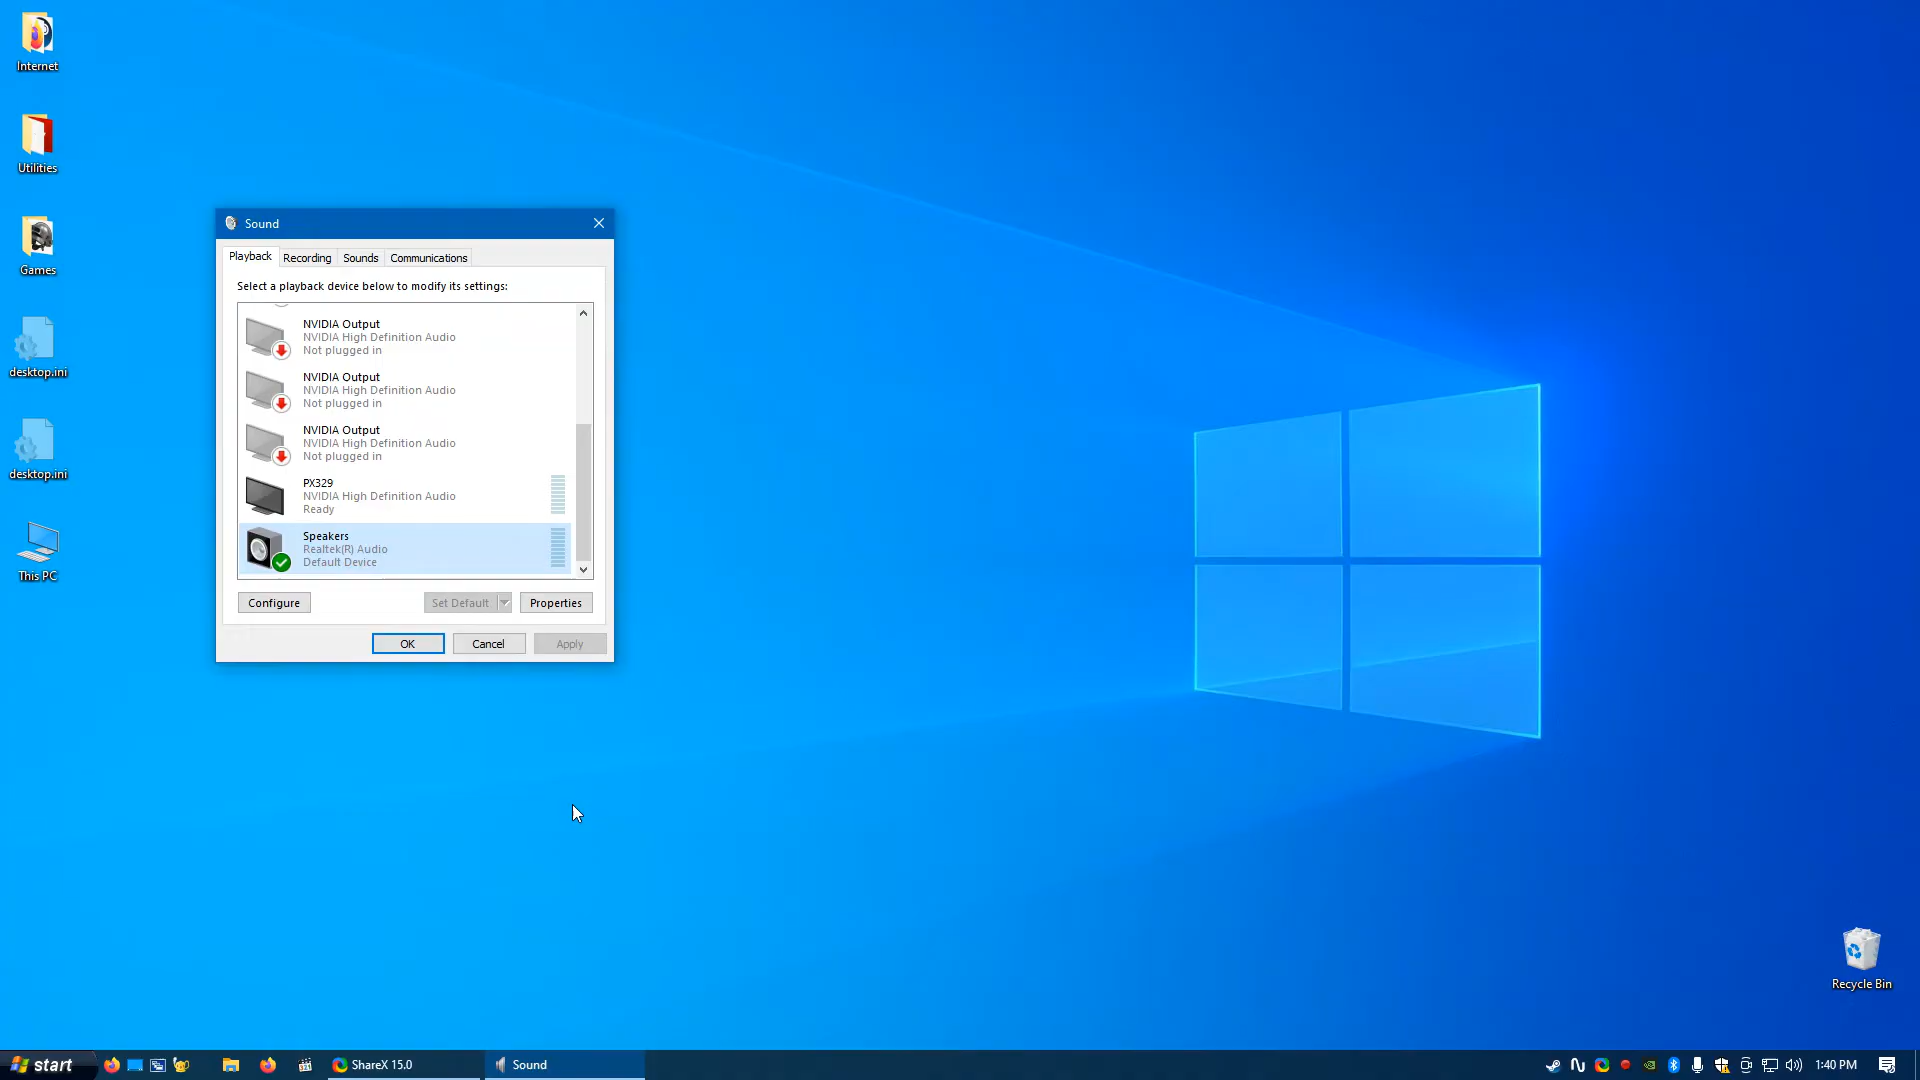 Internet
Utilities
Games
desktop.ini
desktop.ini
This PC
Sound
Playback Recording Sounds Communications
Select a playback device below to modify its settings:
NVIDIA Output
NVIDIA High Definition Audio
Not plugged in
NVIDIA Output
NVIDIA High Definition Audio
Not plugged in
NVIDIA Output
NVIDIA High Definition Audio
Not plugged in
PX329
NVIDIA High Definition Audio
Ready
Speakers
Realtek(R) Audio
Default Device
Configure Set Default Properties
OK Cancel Apply
Recycle Bin
start ShareX 15.0 Sound 1:40 PM